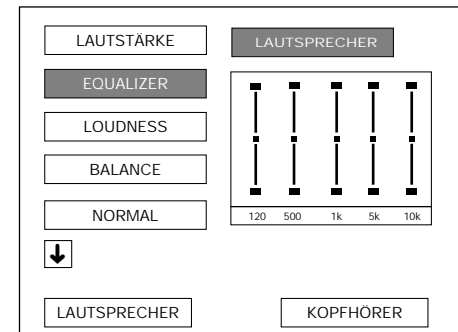 LAUTSTÄRKE
LAUTSPRECHER
EQUALIZER
LOUDNESS
BALANCE
NORMAL
120 500 1k 5k 10k
LAUTSPRECHER
KOPFHÖRER